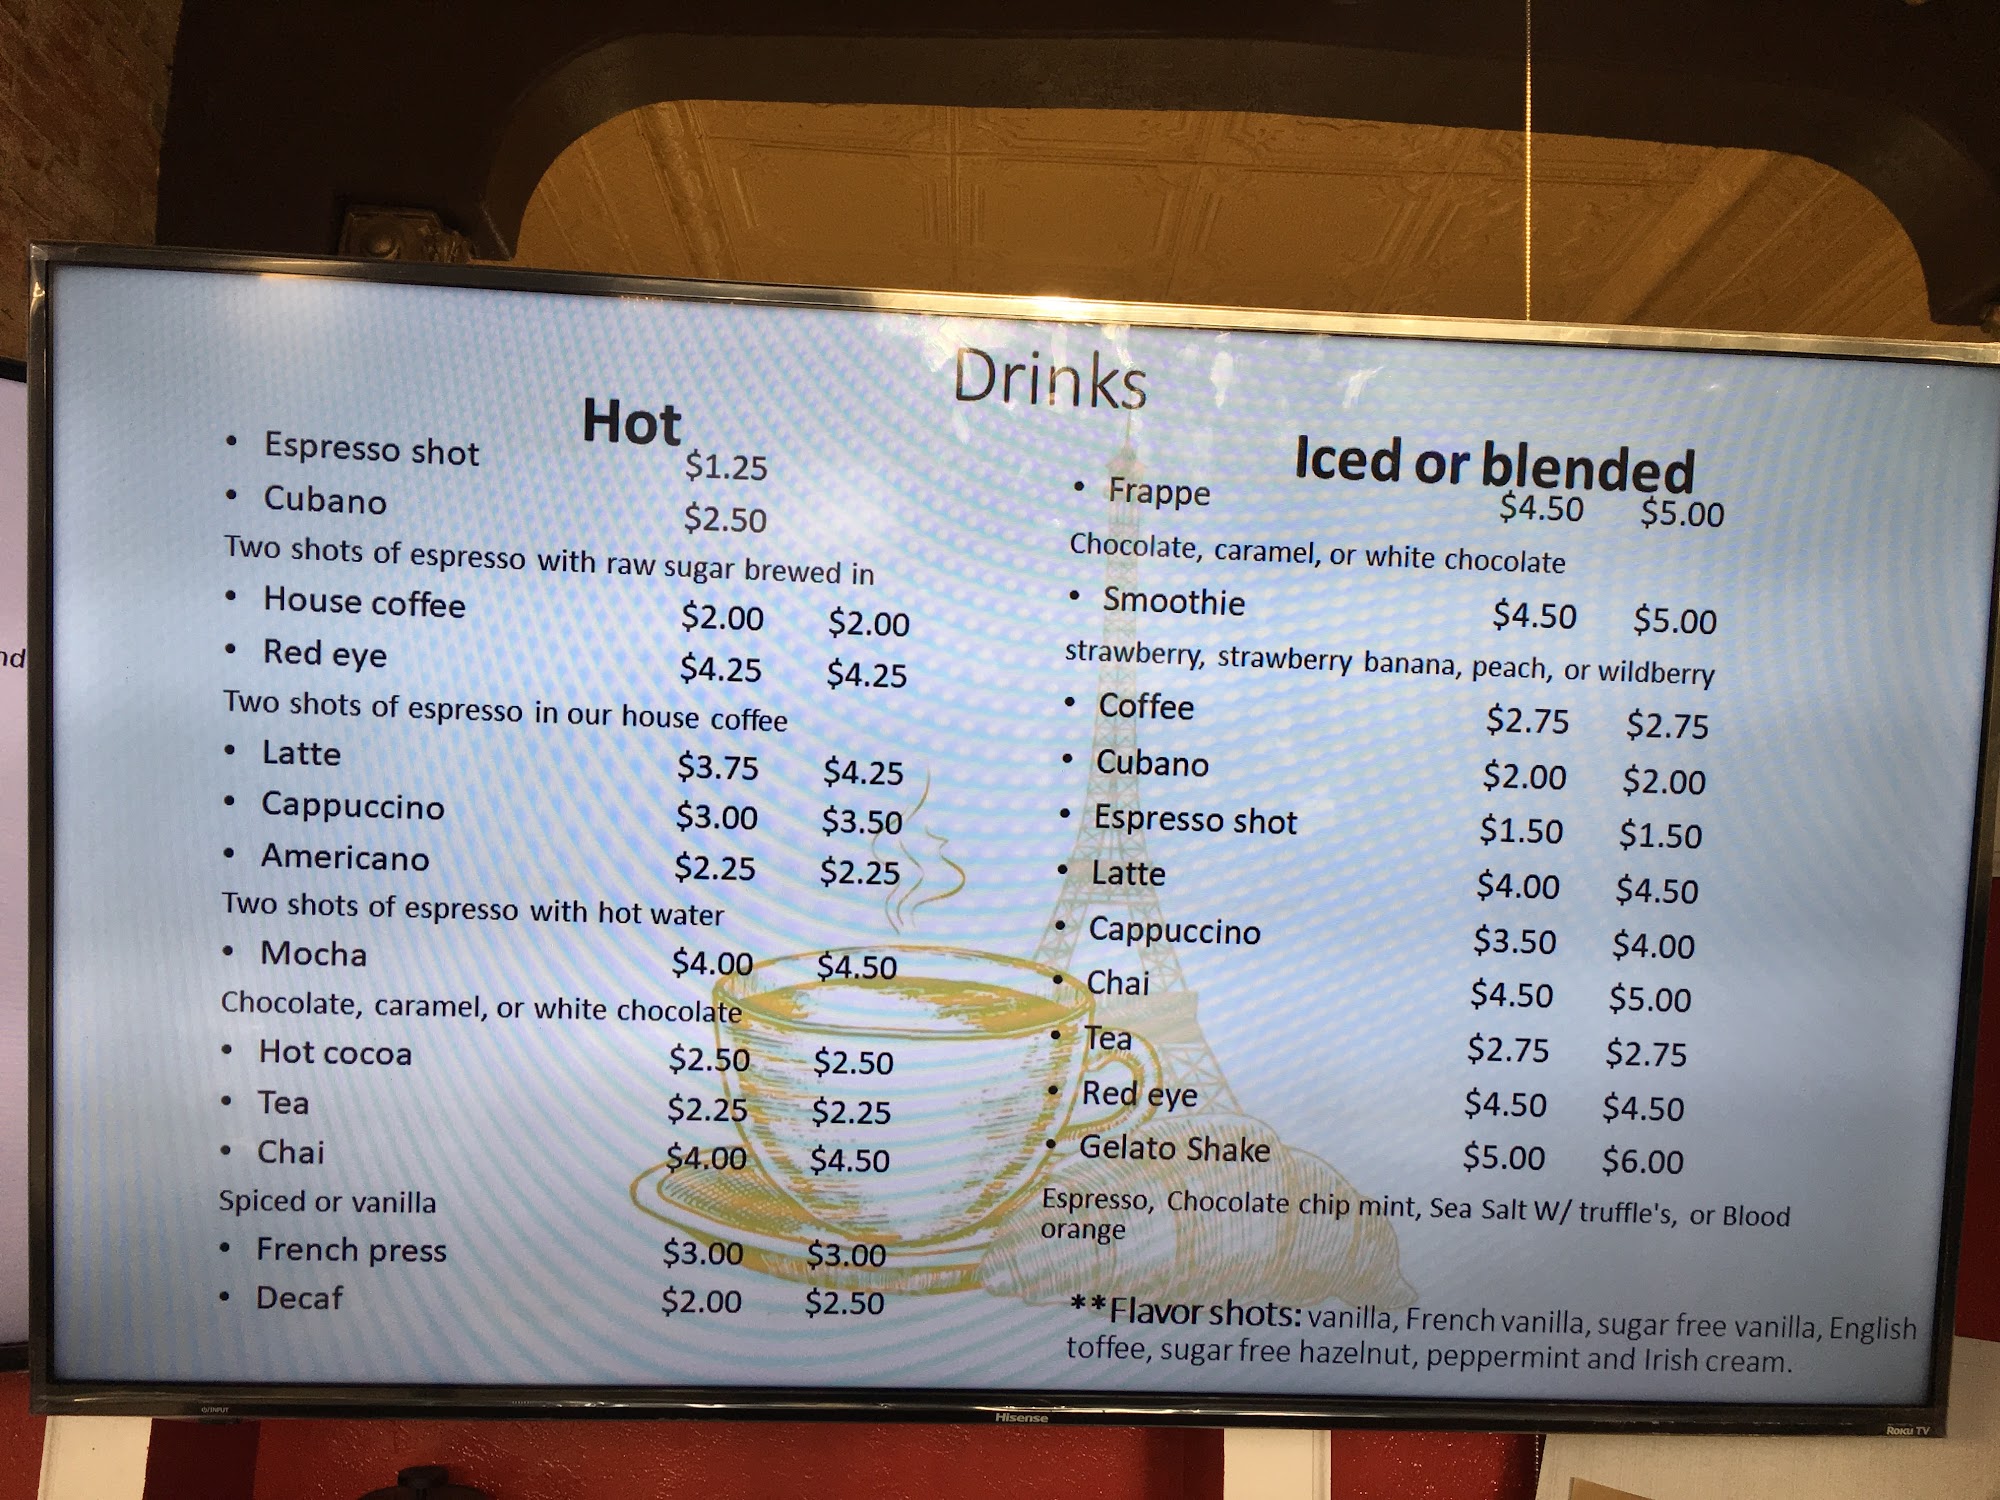 Drinks
Hot
• Espresso shot $1.25
• Cubano $2.50
Two shots of espresso with raw sugar brewed in
• House coffee $2.00 $2.00
• Red eye $4.25 $4.25
Two shots of espresso in our house coffee
• Latte $3.75 $4.25
• Cappuccino $3.00 $3.50
• Americano $2.25 $2.25
Two shots of espresso with hot water
• Mocha $4.00 $4.50
Chocolate, caramel, or white chocolate
• Hot cocoa $2.50 $2.50
• Tea $2.25 $2.25
• Chai $4.00 $4.50
Spiced or vanilla
• French press $3.00 $3.00
• Decaf $2.00 $2.50
Iced or blended
• Frappe $4.50 $5.00
Chocolate, caramel, or white chocolate
• Smoothie $4.50 $5.00
strawberry, strawberry banana, peach, or wildberry
• Coffee $2.75 $2.75
• Cubano $2.00 $2.00
• Espresso shot $1.50 $1.50
• Latte $4.00 $4.50
• Cappuccino $3.50 $4.00
• Chai $4.50 $5.00
• Tea $2.75 $2.75
• Red eye $4.50 $4.50
• Gelato Shake $5.00 $6.00
Espresso, Chocolate chip mint, Sea Salt W/ truffle's, or Blood
orange
**Flavor shots: vanilla, French vanilla, sugar free vanilla, English
toffee, sugar free hazelnut, peppermint and Irish cream.
Hisense
Roku TV